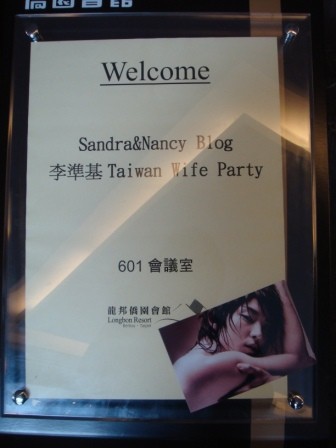 Welcome
Sandra&Nancy Blog
李準基 Taiwan Wife Party
601 會議室
龍邦僑園會館
Longbon Resort